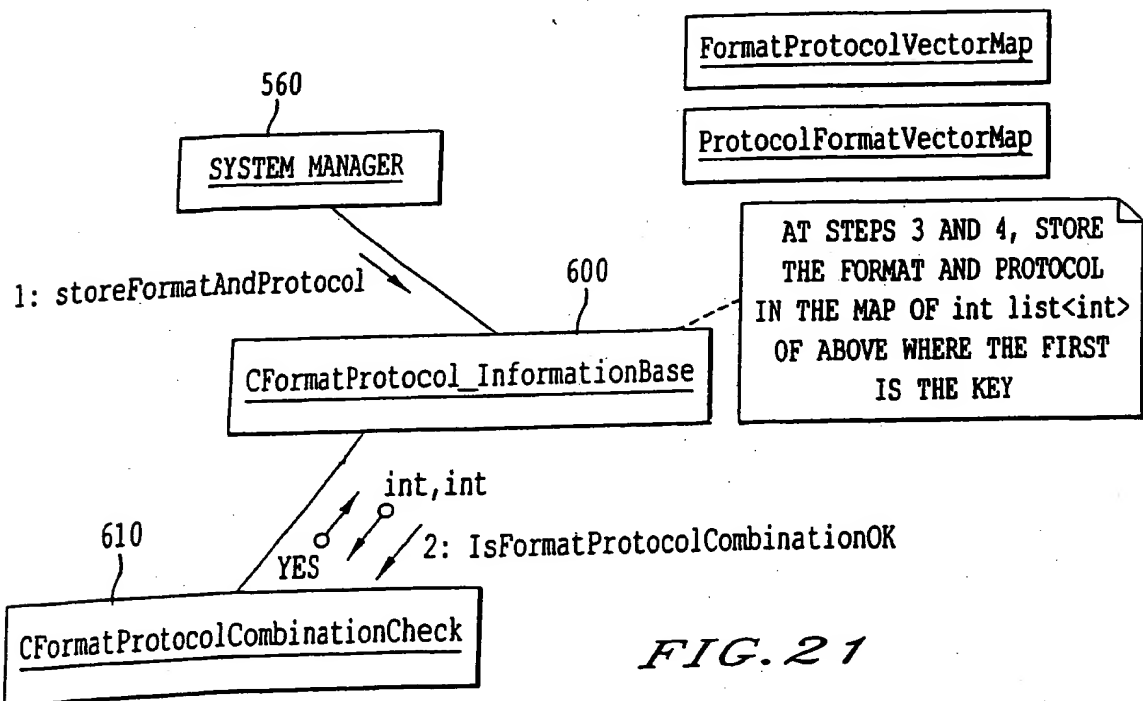 FormatProtocolVectorMap
560
ProtocolFormatVectorMap
SYSTEM MANAGER
AT STEPS 3 AND 4, STORE
THE FORMAT AND PROTOCOL
IN THE MAP OF int list<int>
OF ABOVE WHERE THE FIRST
IS THE KEY
1: storeFormatAndProtocol
600
CFormatProtocol_InformationBase
int,int
610
YES
2: IsFormatProtocolCombinationOK
CFormatProtocolCombinationCheck
FIG.21